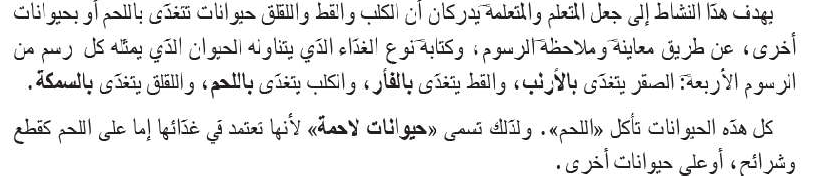 يهدف هذا النشاط إلى جعل المتعلم والمتعلمة يدركان أن الكلب والقط واللقلق حيوانات تتغذى باللحم أو بحيوانات
أخرى، عن طريق معاينة وملاحظة الرسوم، وكتابة نوع الغذاء الذي يتناوله الحيوان الذي يمثله كل رسم من
الرسوم الأربعة: الصقر يتغذى بالأرنب، والقط يتغذى بالفأر، والكلب يتغذى باللحم، واللقلق يتغذى بالسمكة.
كل هذه الحيوانات تأكل «اللحم». ولذلك تسمى «حيوانات لاحمة» لأنها تعتمد في غذائها إما على اللحم كقطع
وشرائح، أوعلى حيوانات أخرى.